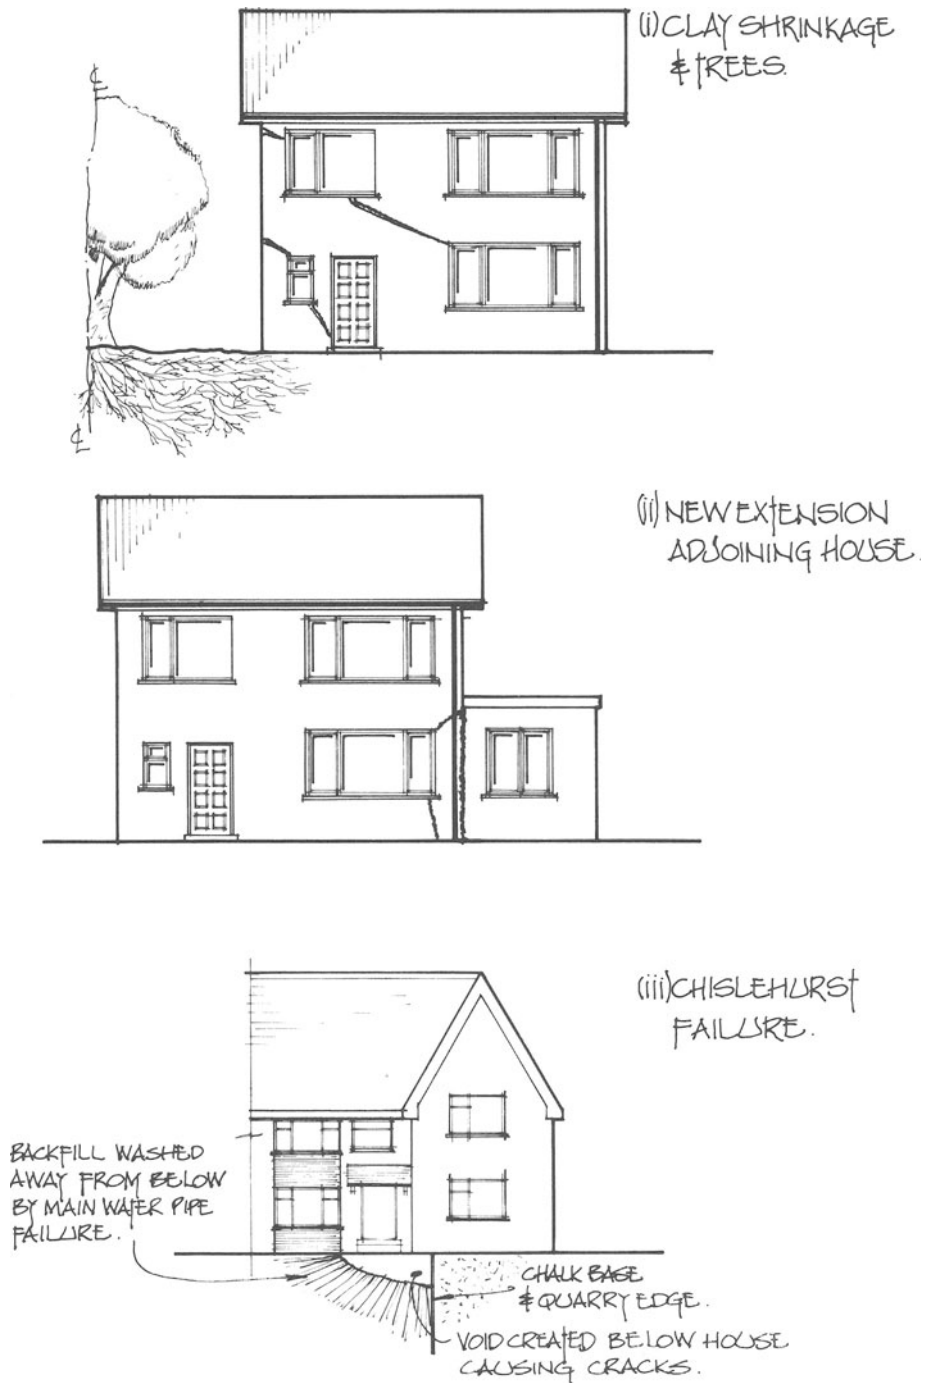 (i) CLAY SHRINKAGE
& TREES.
℄
℄
(ii) NEW EXTENSION
ADJOINING HOUSE.
(iii) CHISLEHURST
FAILURE.
BACKFILL WASHED
AWAY FROM BELOW
BY MAIN WATER PIPE
FAILURE.
CHALK BASE
& QUARRY EDGE.
VOID CREATED BELOW HOUSE
CAUSING CRACKS.